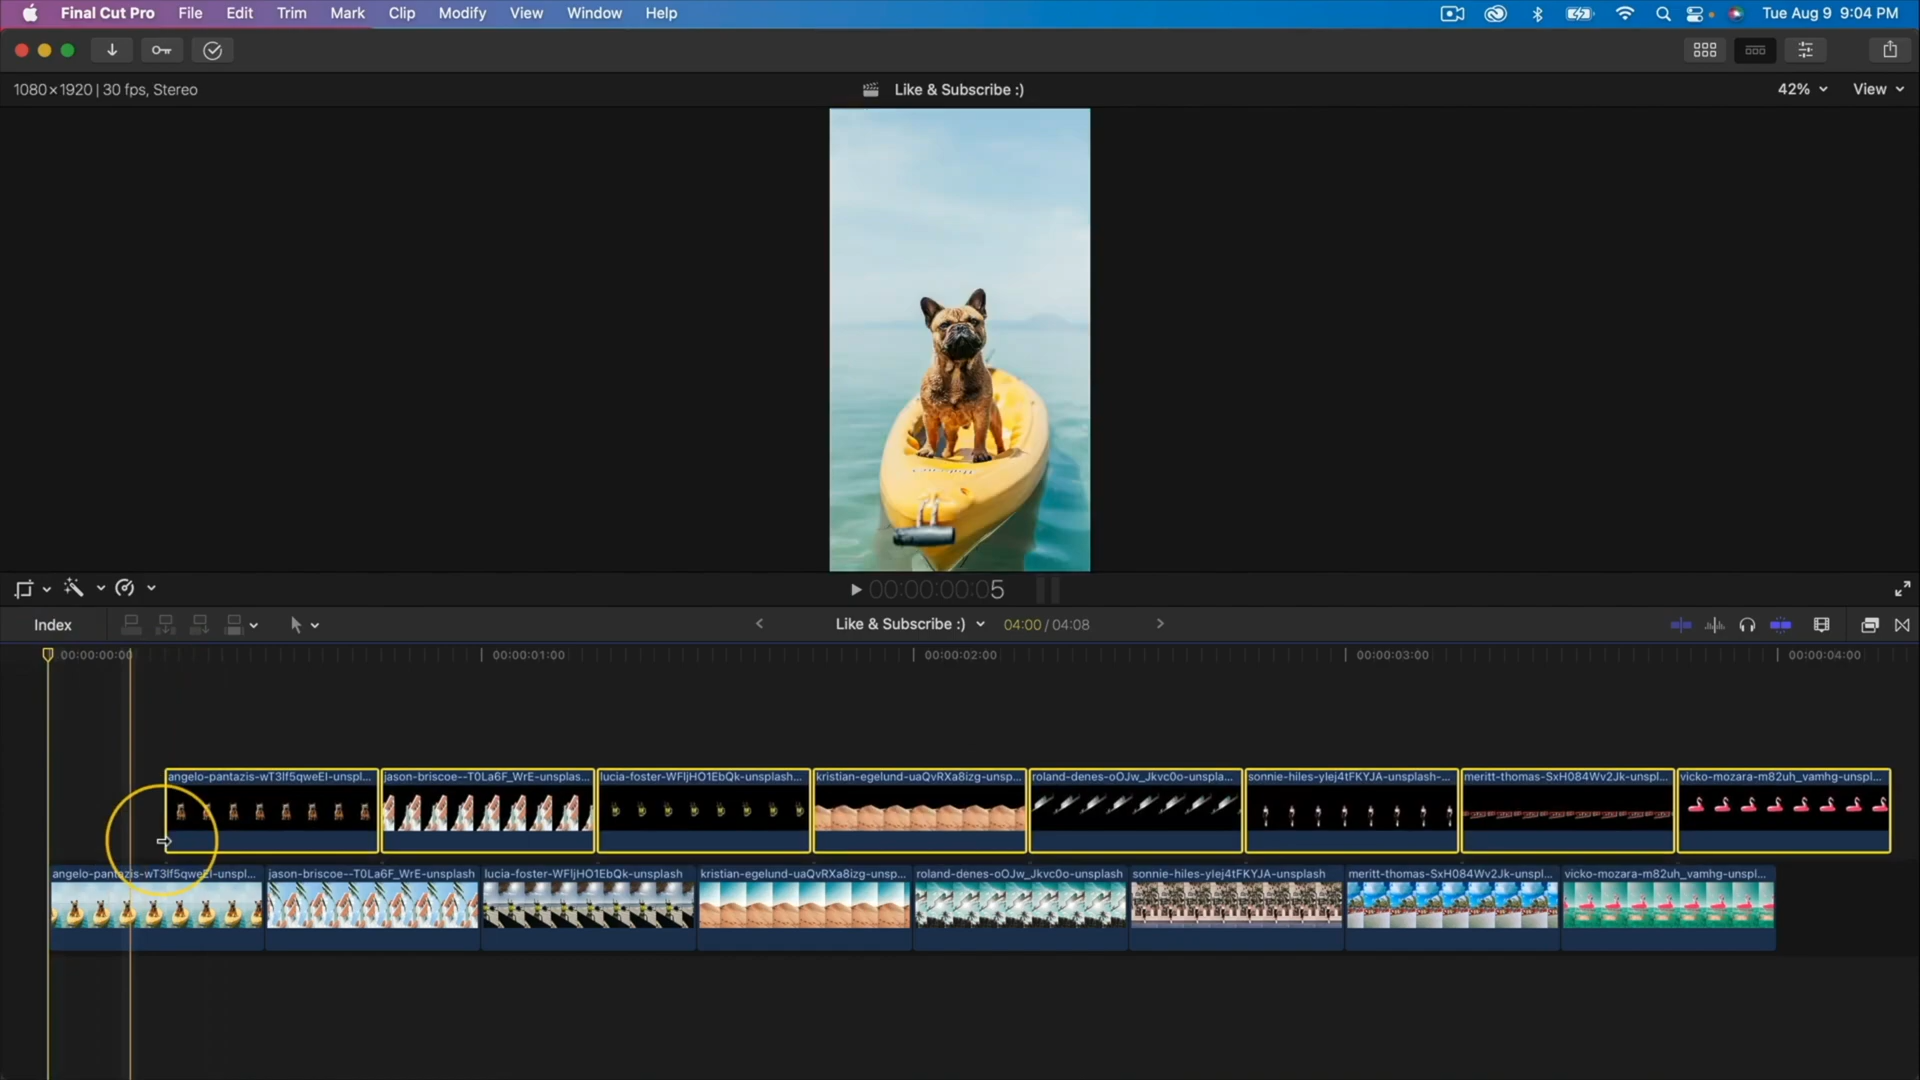 Final Cut Pro File Edit Trim Mark Clip Modify View Window Help Tue Aug 9 9:04 PM
1080×1920 | 30 fps, Stereo Like & Subscribe :) 42% View
00:00:00:05
Index Like & Subscribe :) 04:00 / 04:08
00:00:00:00 00:00:01:00 00:00:02:00 00:00:03:00 00:00:04:00
angelo-pantazis-wT3lf5qweEI-unspl... jason-briscoe--T0La6F_WrE-unsplas... lucia-foster-WFljHO1EbQk-unsplash... kristian-egelund-uaQvRXa8izg-unsp... roland-denes-oOJw_Jkvc0o-unspla... sonnie-hiles-ylej4tFKYJA-unsplash-... meritt-thomas-SxH084Wv2Jk-unspl... vicko-mozara-m82uh_vamhg-unspl...
angelo-pantazis-wT3lf5qweEI-unspl... jason-briscoe--T0La6F_WrE-unsplash lucia-foster-WFljHO1EbQk-unsplash kristian-egelund-uaQvRXa8izg-unsp... roland-denes-oOJw_Jkvc0o-unsplash sonnie-hiles-ylej4tFKYJA-unsplash meritt-thomas-SxH084Wv2Jk-unspl... vicko-mozara-m82uh_vamhg-unspl...